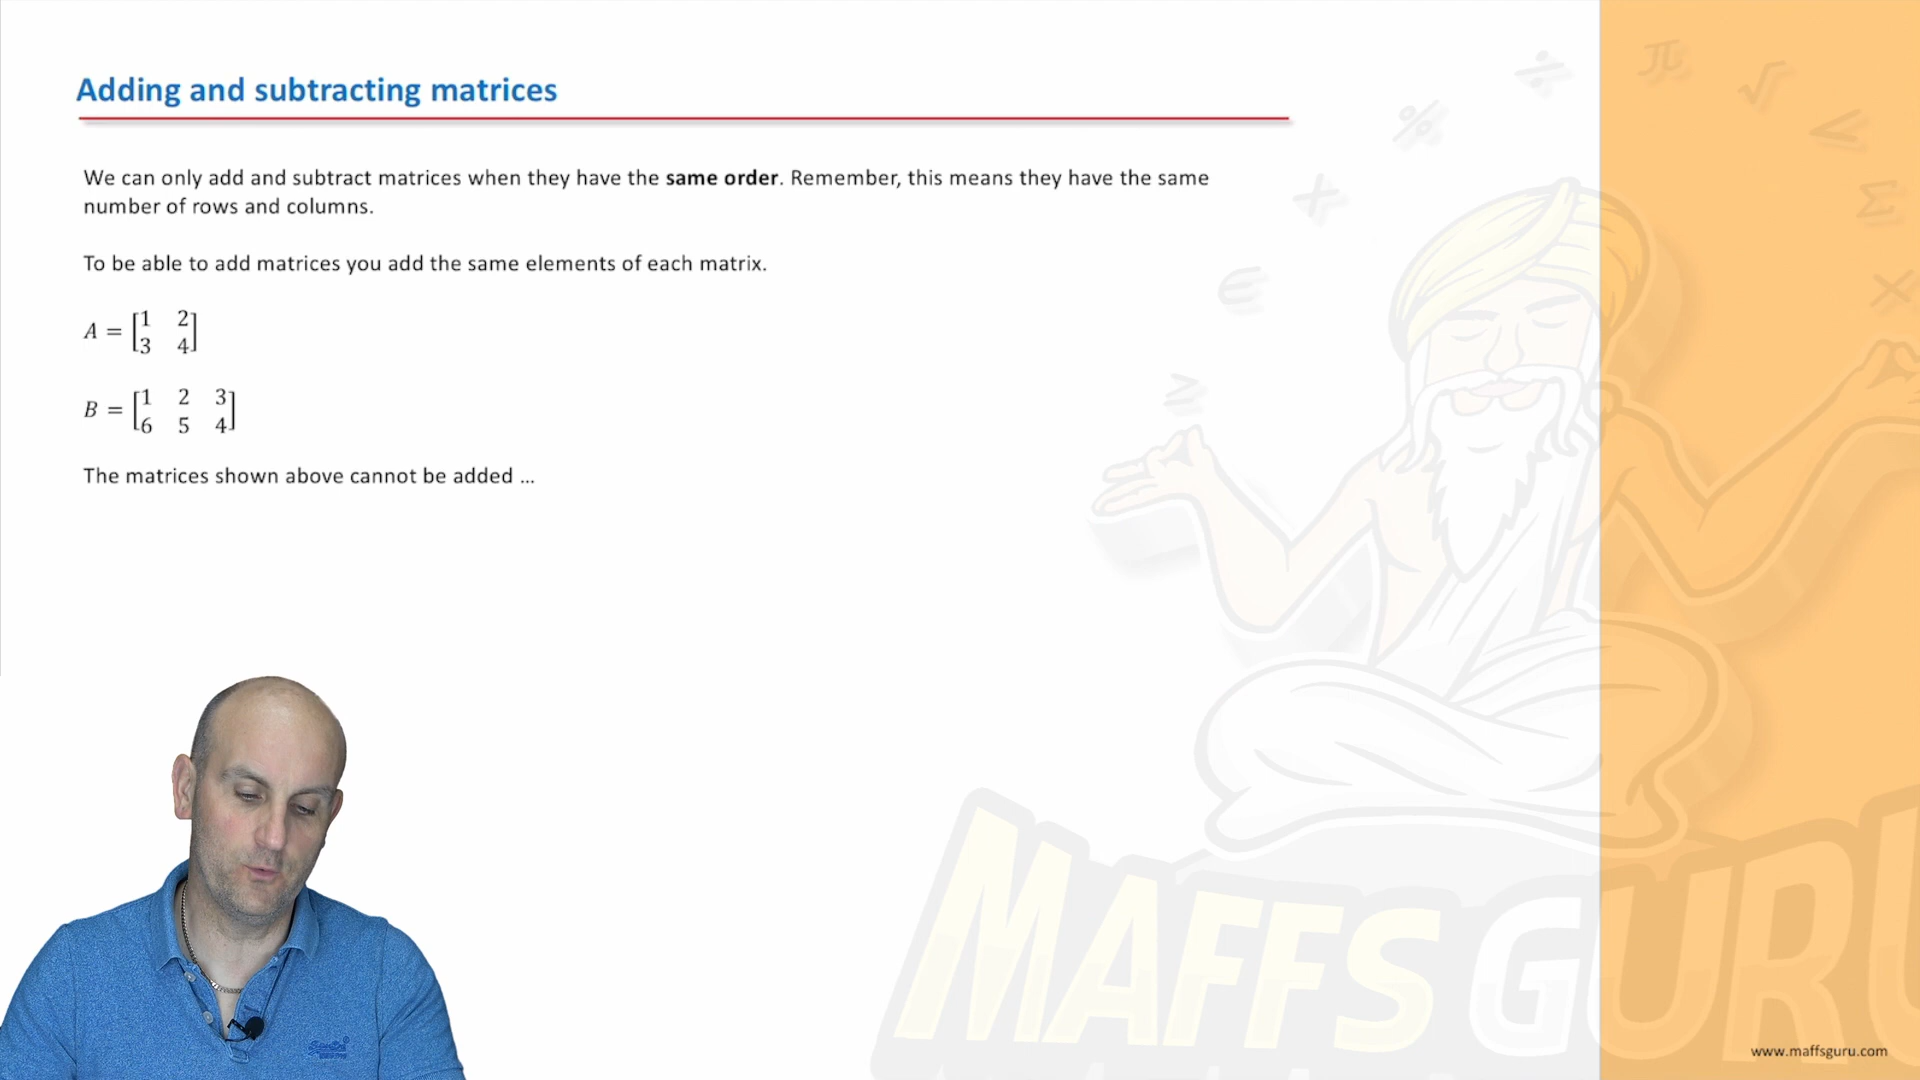 Adding and subtracting matrices
We can only add and subtract matrices when they have the same order. Remember, this means they have the same
number of rows and columns.
To be able to add matrices you add the same elements of each matrix.
A = [1 2
3 4]
B = [1 2 3
6 5 4]
The matrices shown above cannot be added ...
MAFFS GURU
www.maffsguru.com